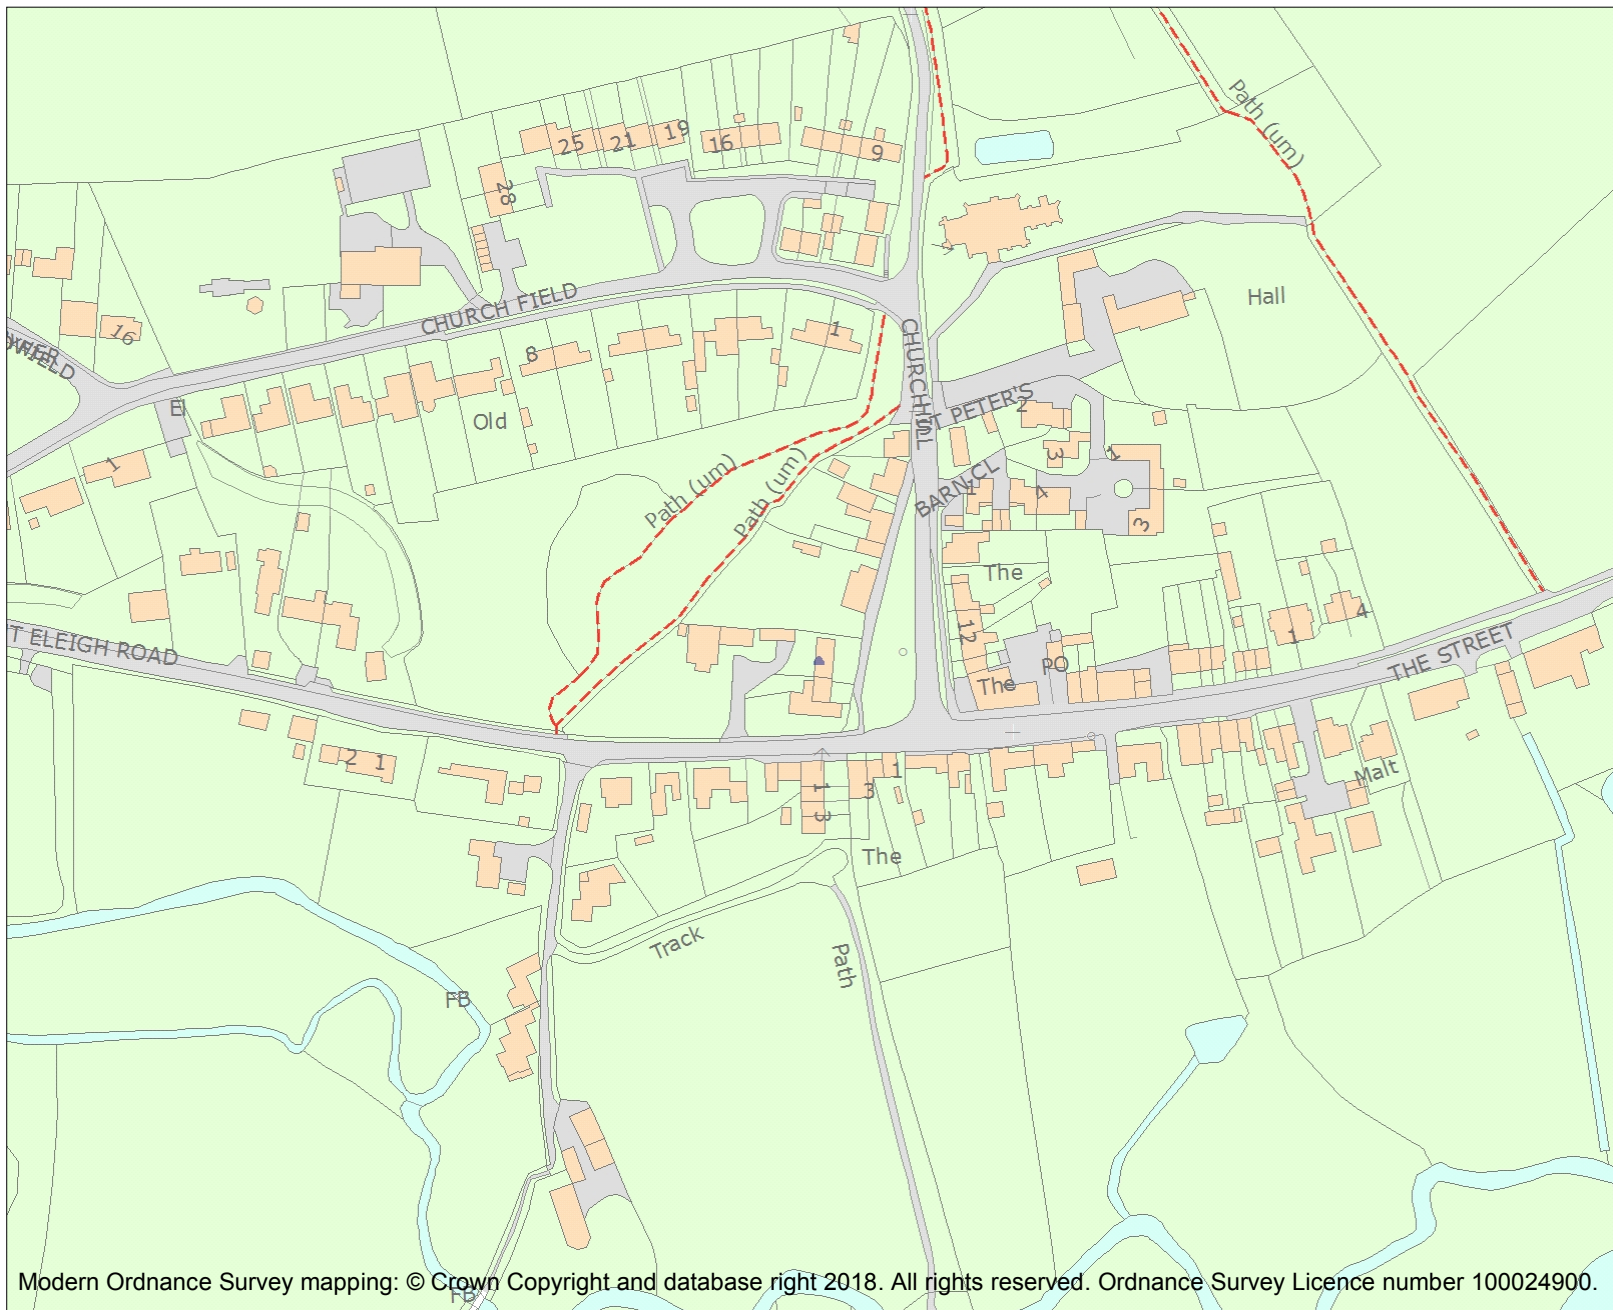 Path (um)
25
21
19
16
9
28
CHURCH FIELD
16
Hall
El
Old
8
1
CHURCH HILL
ST PETER'S
2
1
3
1
BARN CL
1
4
3
Path (um)
Path (um)
The
12
PO
The
T ELEIGH ROAD
1
4
THE STREET
2 1
1
3
1
3
Malt
The
Track
Path
FB
FB
Modern Ordnance Survey mapping: © Crown Copyright and database right 2018. All rights reserved. Ordnance Survey Licence number 100024900.